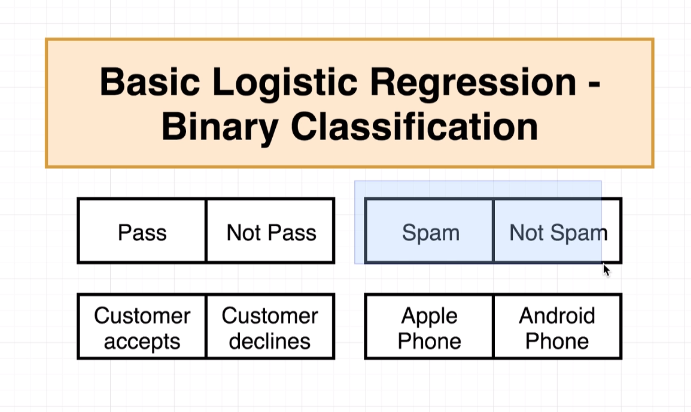 Basic Logistic Regression -
Binary Classification
Pass
Not Pass
Spam
Not Spam
Customer
accepts
Customer
declines
Apple
Phone
Android
Phone